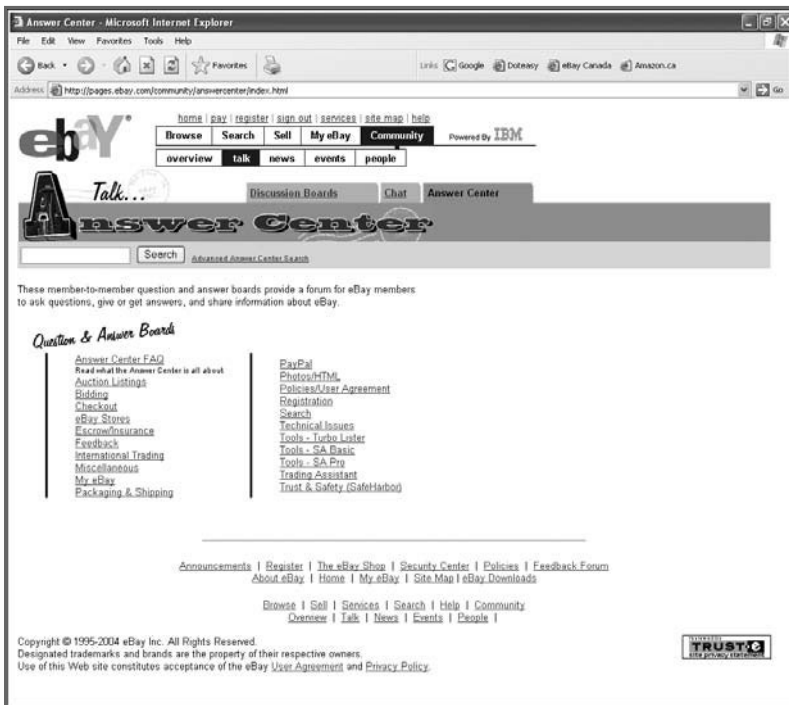 Answer Center - Microsoft Internet Explorer
File Edit View Favorites Tools Help
Back Favorites Links Google Doteasy eBay Canada Amazon.ca
Address http://pages.ebay.com/community/answercenter/index.html Go
home | pay | register | sign out | services | site map | help
ebaY®
Browse Search Sell My eBay Community Powered By IBM
overview talk news events people
Talk... Discussion Boards Chat Answer Center
Answer Center
Search Advanced Answer Center Search
These member-to-member question and answer boards provide a forum for eBay members
to ask questions, give or get answers, and share information about eBay.
Question & Answer Boards
Answer Center FAQ
Read what the Answer Center is all about
Auction Listings
Bidding
Checkout
eBay Stores
Escrow/Insurance
Feedback
International Trading
Miscellaneous
My eBay
Packaging & Shipping
PayPal
Photos/HTML
Policies/User Agreement
Registration
Search
Technical Issues
Tools - Turbo Lister
Tools - SA Basic
Tools - SA Pro
Trading Assistant
Trust & Safety (SafeHarbor)
Announcements | Register | The eBay Shop | Security Center | Policies | Feedback Forum
About eBay | Home | My eBay | Site Map | eBay Downloads
Browse | Sell | Services | Search | Help | Community
Overview | Talk | News | Events | People |
Copyright © 1995-2004 eBay Inc. All Rights Reserved.
Designated trademarks and brands are the property of their respective owners.
Use of this Web site constitutes acceptance of the eBay User Agreement and Privacy Policy.
TRUSTe
site privacy statement